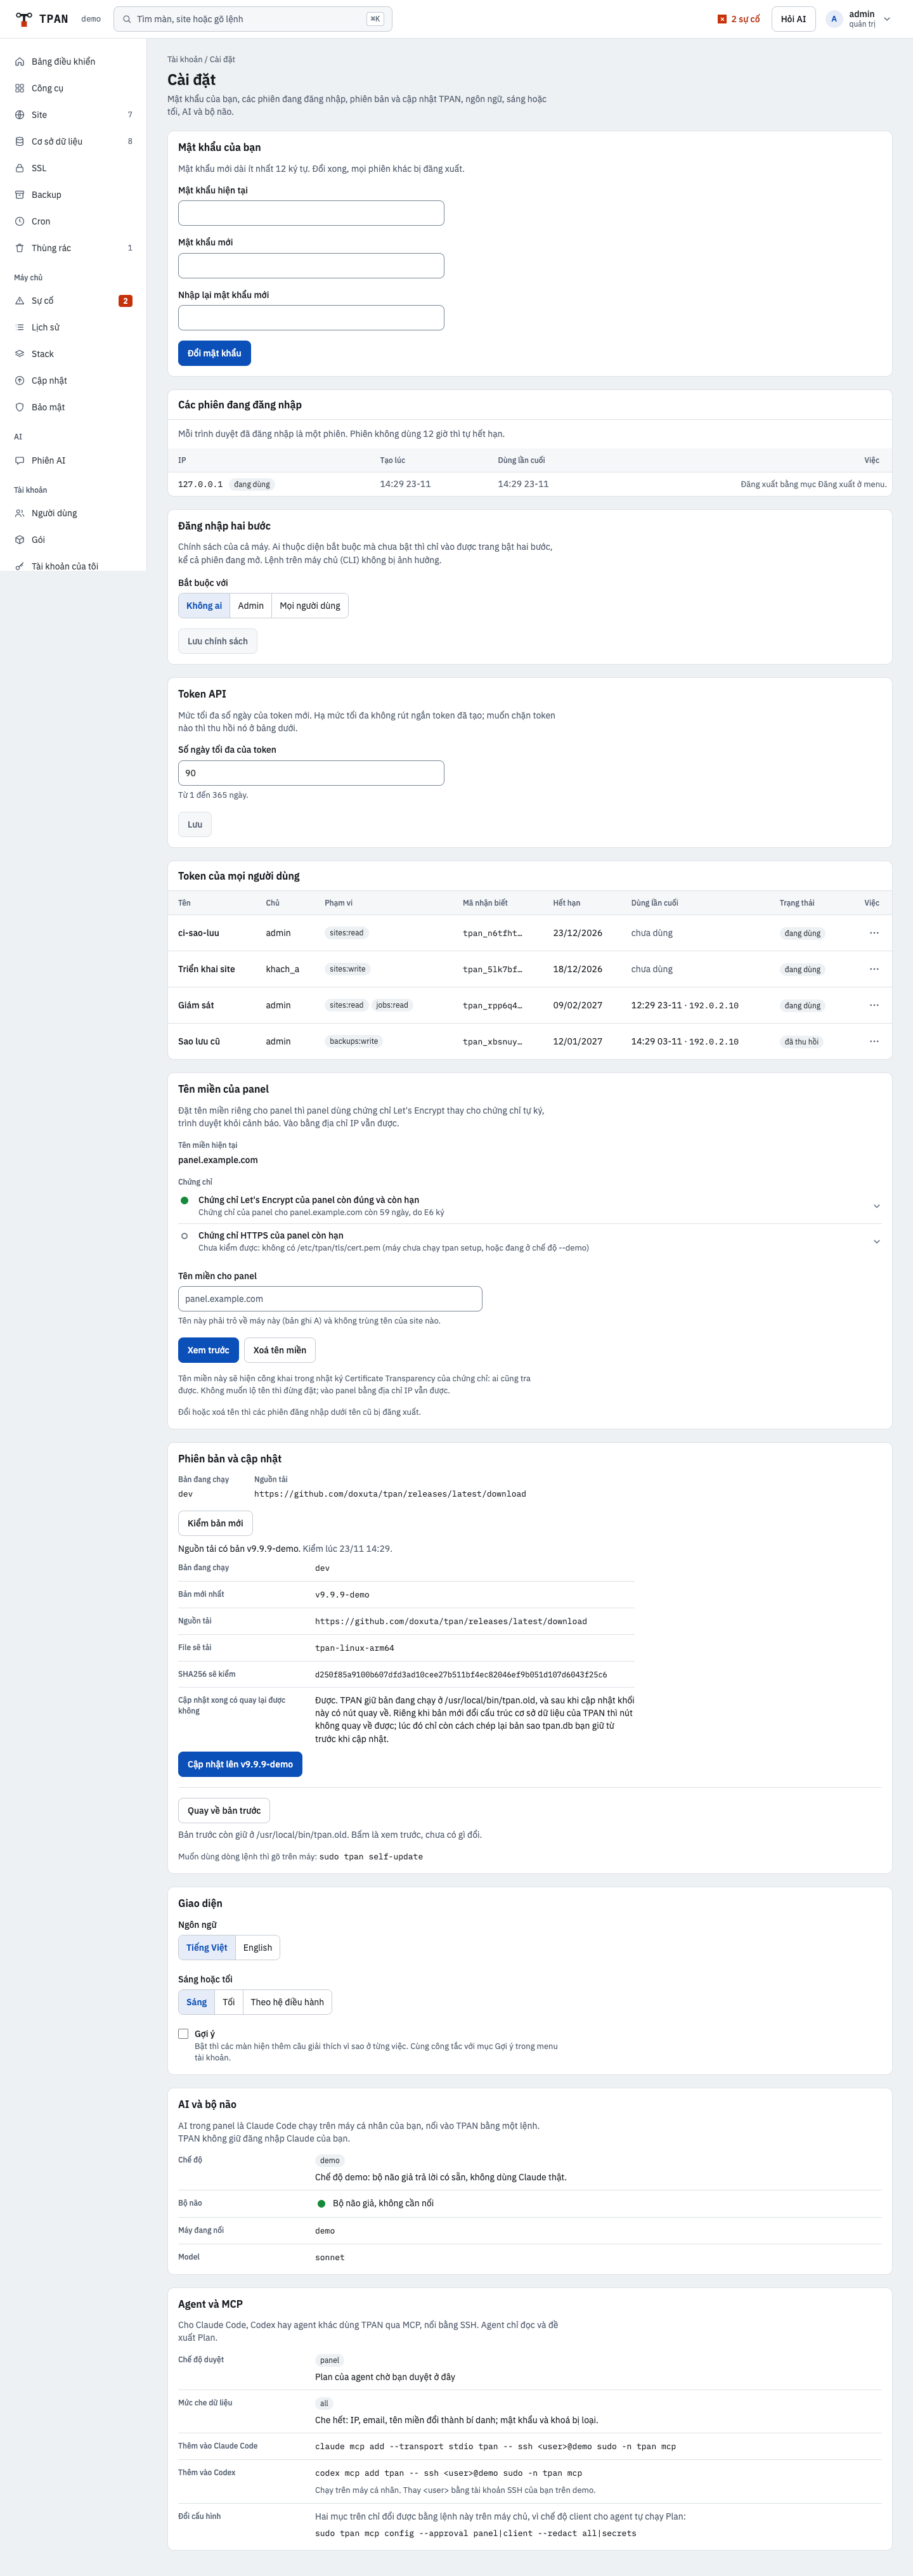 TPAN demo Tìm màn, site hoặc gõ lệnh ⌘K 2 sự cố Hỏi AI A admin
quản trị
Bảng điều khiển
Công cụ
Site 7
Cơ sở dữ liệu 8
SSL
Backup
Cron
Thùng rác 1
Máy chủ
Sự cố 2
Lịch sử
Stack
Cập nhật
Bảo mật
AI
Phiên AI
Tài khoản
Người dùng
Gói
Tài khoản của tôi
Tài khoản / Cài đặt
Cài đặt
Mật khẩu của bạn, các phiên đang đăng nhập, phiên bản và cập nhật TPAN, ngôn ngữ, sáng hoặc
tối, AI và bộ não.
Mật khẩu của bạn
Mật khẩu mới dài ít nhất 12 ký tự. Đổi xong, mọi phiên khác bị đăng xuất.
Mật khẩu hiện tại
Mật khẩu mới
Nhập lại mật khẩu mới
Đổi mật khẩu
Các phiên đang đăng nhập
Mỗi trình duyệt đã đăng nhập là một phiên. Phiên không dùng 12 giờ thì tự hết hạn.
IP Tạo lúc Dùng lần cuối Việc
127.0.0.1 đang dùng 14:29 23-11 14:29 23-11 Đăng xuất bằng mục Đăng xuất ở menu.
Đăng nhập hai bước
Chính sách của cả máy. Ai thuộc diện bắt buộc mà chưa bật thì chỉ vào được trang bật hai bước,
kể cả phiên đang mở. Lệnh trên máy chủ (CLI) không bị ảnh hưởng.
Bắt buộc với
Không ai Admin Mọi người dùng
Lưu chính sách
Token API
Mức tối đa số ngày của token mới. Hạ mức tối đa không rút ngắn token đã tạo; muốn chặn token
nào thì thu hồi nó ở bảng dưới.
Số ngày tối đa của token
90
Từ 1 đến 365 ngày.
Lưu
Token của mọi người dùng
Tên Chủ Phạm vi Mã nhận biết Hết hạn Dùng lần cuối Trạng thái Việc
ci-sao-luu admin sites:read tpan_n6tfht… 23/12/2026 chưa dùng đang dùng ···
Triển khai site khach_a sites:write tpan_5lk7bf… 18/12/2026 chưa dùng đang dùng ···
Giám sát admin sites:read jobs:read tpan_rpp6q4… 09/02/2027 12:29 23-11 · 192.0.2.10 đang dùng ···
Sao lưu cũ admin backups:write tpan_xbsnuy… 12/01/2027 14:29 03-11 · 192.0.2.10 đã thu hồi ···
Tên miền của panel
Đặt tên miền riêng cho panel thì panel dùng chứng chỉ Let's Encrypt thay cho chứng chỉ tự ký,
trình duyệt khỏi cảnh báo. Vào bằng địa chỉ IP vẫn được.
Tên miền hiện tại
panel.example.com
Chứng chỉ
Chứng chỉ Let's Encrypt của panel còn đúng và còn hạn
Chứng chỉ của panel cho panel.example.com còn 59 ngày, do E6 ký
Chứng chỉ HTTPS của panel còn hạn
Chưa kiểm được: không có /etc/tpan/tls/cert.pem (máy chưa chạy tpan setup, hoặc đang ở chế độ --demo)
Tên miền cho panel
panel.example.com
Tên này phải trỏ về máy này (bản ghi A) và không trùng tên của site nào.
Xem trước Xoá tên miền
Tên miền này sẽ hiện công khai trong nhật ký Certificate Transparency của chứng chỉ: ai cũng tra
được. Không muốn lộ tên thì đừng đặt; vào panel bằng địa chỉ IP vẫn được.
Đổi hoặc xoá tên thì các phiên đăng nhập dưới tên cũ bị đăng xuất.
Phiên bản và cập nhật
Bản đang chạy Nguồn tải
dev https://github.com/doxuta/tpan/releases/latest/download
Kiểm bản mới
Nguồn tải có bản v9.9.9-demo. Kiểm lúc 23/11 14:29.
Bản đang chạy dev
Bản mới nhất v9.9.9-demo
Nguồn tải https://github.com/doxuta/tpan/releases/latest/download
File sẽ tải tpan-linux-arm64
SHA256 sẽ kiểm d250f85a9100b607dfd3ad10cee27b511bf4ec82046ef9b051d107d6043f25c6
Cập nhật xong có quay lại được
không
Được. TPAN giữ bản đang chạy ở /usr/local/bin/tpan.old, và sau khi cập nhật khối
này có nút quay về. Riêng khi bản mới đổi cấu trúc cơ sở dữ liệu của TPAN thì nút
không quay về được; lúc đó chỉ còn cách chép lại bản sao tpan.db bạn giữ từ
trước khi cập nhật.
Cập nhật lên v9.9.9-demo
Quay về bản trước
Bản trước còn giữ ở /usr/local/bin/tpan.old. Bấm là xem trước, chưa có gì đổi.
Muốn dùng dòng lệnh thì gõ trên máy: sudo tpan self-update
Giao diện
Ngôn ngữ
Tiếng Việt English
Sáng hoặc tối
Sáng Tối Theo hệ điều hành
Gợi ý
Bật thì các màn hiện thêm câu giải thích vì sao ở từng việc. Cùng công tắc với mục Gợi ý trong menu
tài khoản.
AI và bộ não
AI trong panel là Claude Code chạy trên máy cá nhân của bạn, nối vào TPAN bằng một lệnh.
TPAN không giữ đăng nhập Claude của bạn.
Chế độ demo
Chế độ demo: bộ não giả trả lời có sẵn, không dùng Claude thật.
Bộ não Bộ não giả, không cần nối
Máy đang nối demo
Model sonnet
Agent và MCP
Cho Claude Code, Codex hay agent khác dùng TPAN qua MCP, nối bằng SSH. Agent chỉ đọc và đề
xuất Plan.
Chế độ duyệt panel
Plan của agent chờ bạn duyệt ở đây
Mức che dữ liệu all
Che hết: IP, email, tên miền đổi thành bí danh; mật khẩu và khoá bị loại.
Thêm vào Claude Code claude mcp add --transport stdio tpan -- ssh <user>@demo sudo -n tpan mcp
Thêm vào Codex codex mcp add tpan -- ssh <user>@demo sudo -n tpan mcp
Chạy trên máy cá nhân. Thay <user> bằng tài khoản SSH của bạn trên demo.
Đổi cấu hình Hai mục trên chỉ đổi được bằng lệnh này trên máy chủ, vì chế độ client cho agent tự chạy Plan:
sudo tpan mcp config --approval panel|client --redact all|secrets